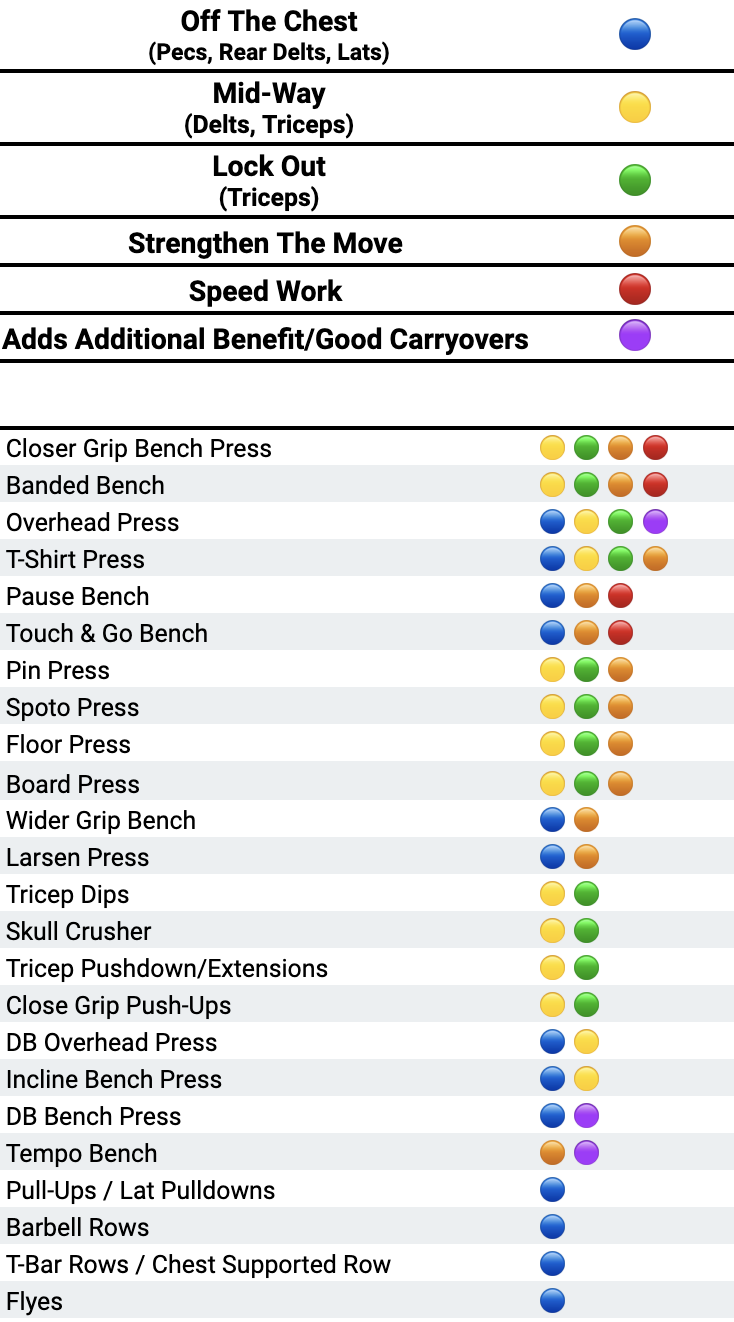 Off The Chest
(Pecs, Rear Delts, Lats)
Mid-Way
(Delts, Triceps)
Lock Out
(Triceps)
Strengthen The Move
Speed Work
Adds Additional Benefit/Good Carryovers
Closer Grip Bench Press
Banded Bench
Overhead Press
T-Shirt Press
Pause Bench
Touch & Go Bench
Pin Press
Spoto Press
Floor Press
Board Press
Wider Grip Bench
Larsen Press
Tricep Dips
Skull Crusher
Tricep Pushdown/Extensions
Close Grip Push-Ups
DB Overhead Press
Incline Bench Press
DB Bench Press
Tempo Bench
Pull-Ups / Lat Pulldowns
Barbell Rows
T-Bar Rows / Chest Supported Row
Flyes